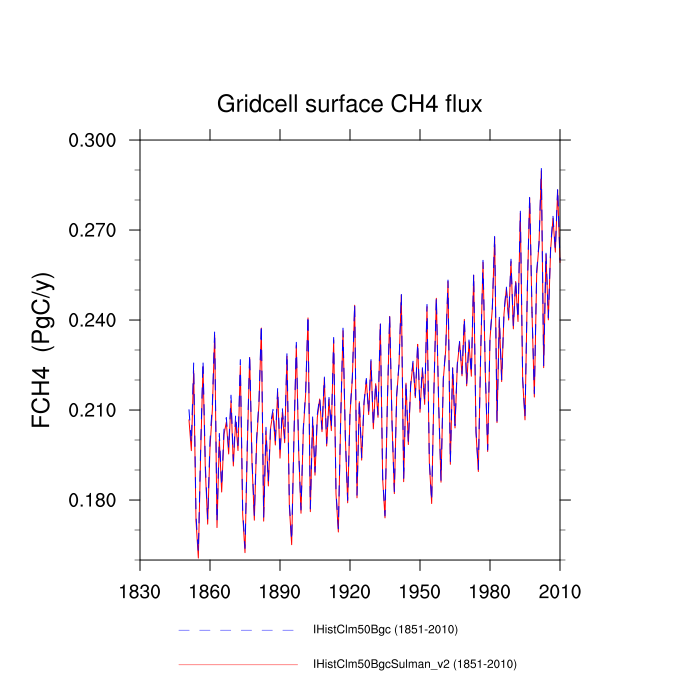 Gridcell surface CH4 flux
FCH4 (PgC/y)
0.300
0.270
0.240
0.210
0.180
1830 1860 1890 1920 1950 1980 2010
IHistClm50Bgc (1851-2010)
IHistClm50BgcSulman_v2 (1851-2010)